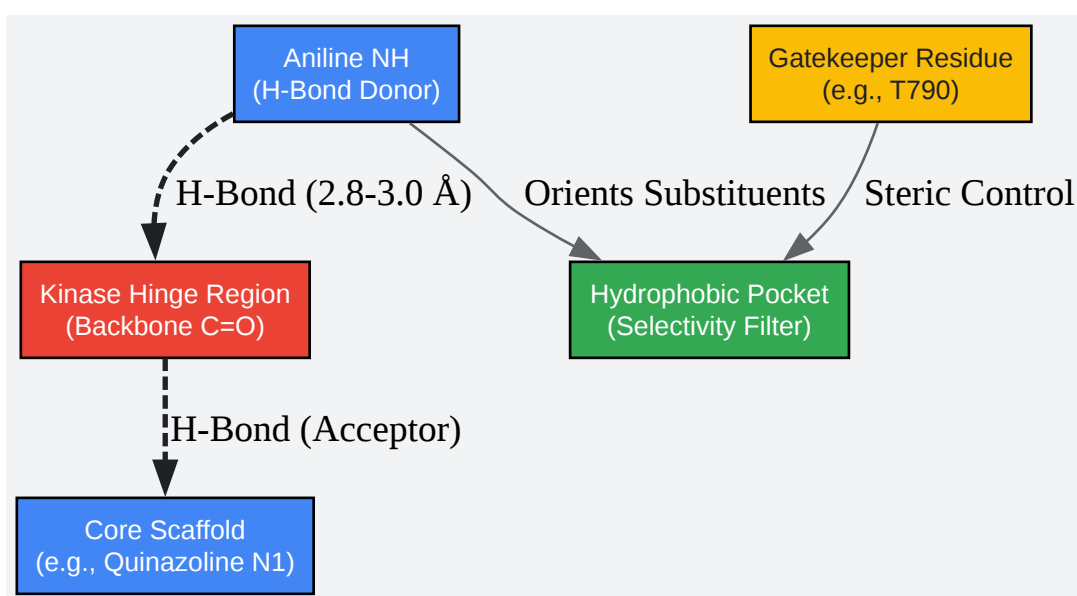 Aniline NH
(H-Bond Donor)
Gatekeeper Residue
(e.g., T790)
H-Bond (2.8-3.0 Å)
Orients Substituents
Steric Control
Kinase Hinge Region
(Backbone C=O)
Hydrophobic Pocket
(Selectivity Filter)
H-Bond (Acceptor)
Core Scaffold
(e.g., Quinazoline N1)